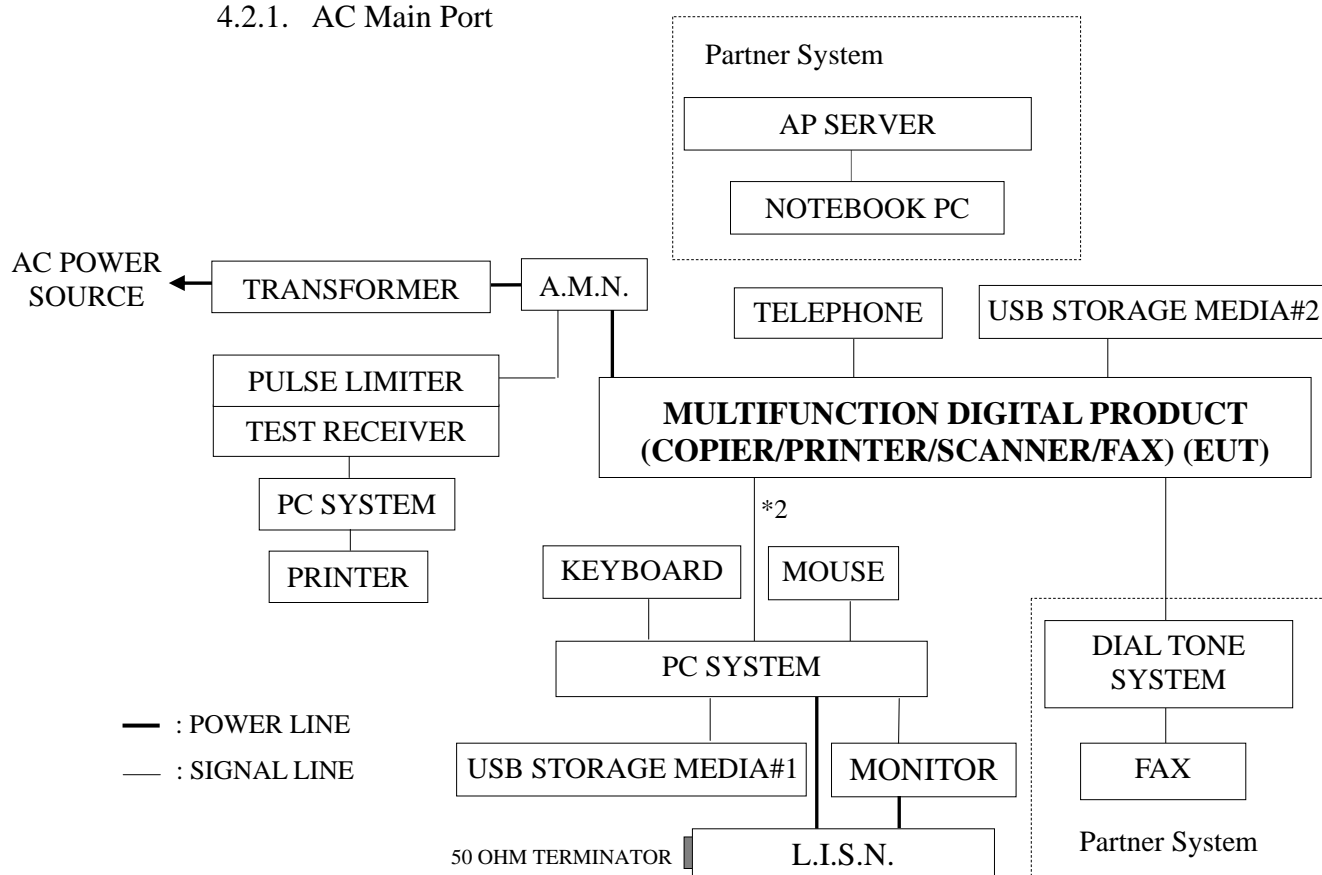 4.2.1. AC Main Port
Partner System
AP SERVER
NOTEBOOK PC
AC POWER
SOURCE
TRANSFORMER
A.M.N.
TELEPHONE
USB STORAGE MEDIA#2
PULSE LIMITER
TEST RECEIVER
MULTIFUNCTION DIGITAL PRODUCT
(COPIER/PRINTER/SCANNER/FAX) (EUT)
PC SYSTEM
PRINTER
*2
KEYBOARD
MOUSE
PC SYSTEM
DIAL TONE
SYSTEM
: POWER LINE
: SIGNAL LINE
USB STORAGE MEDIA#1
MONITOR
FAX
50 OHM TERMINATOR
L.I.S.N.
Partner System